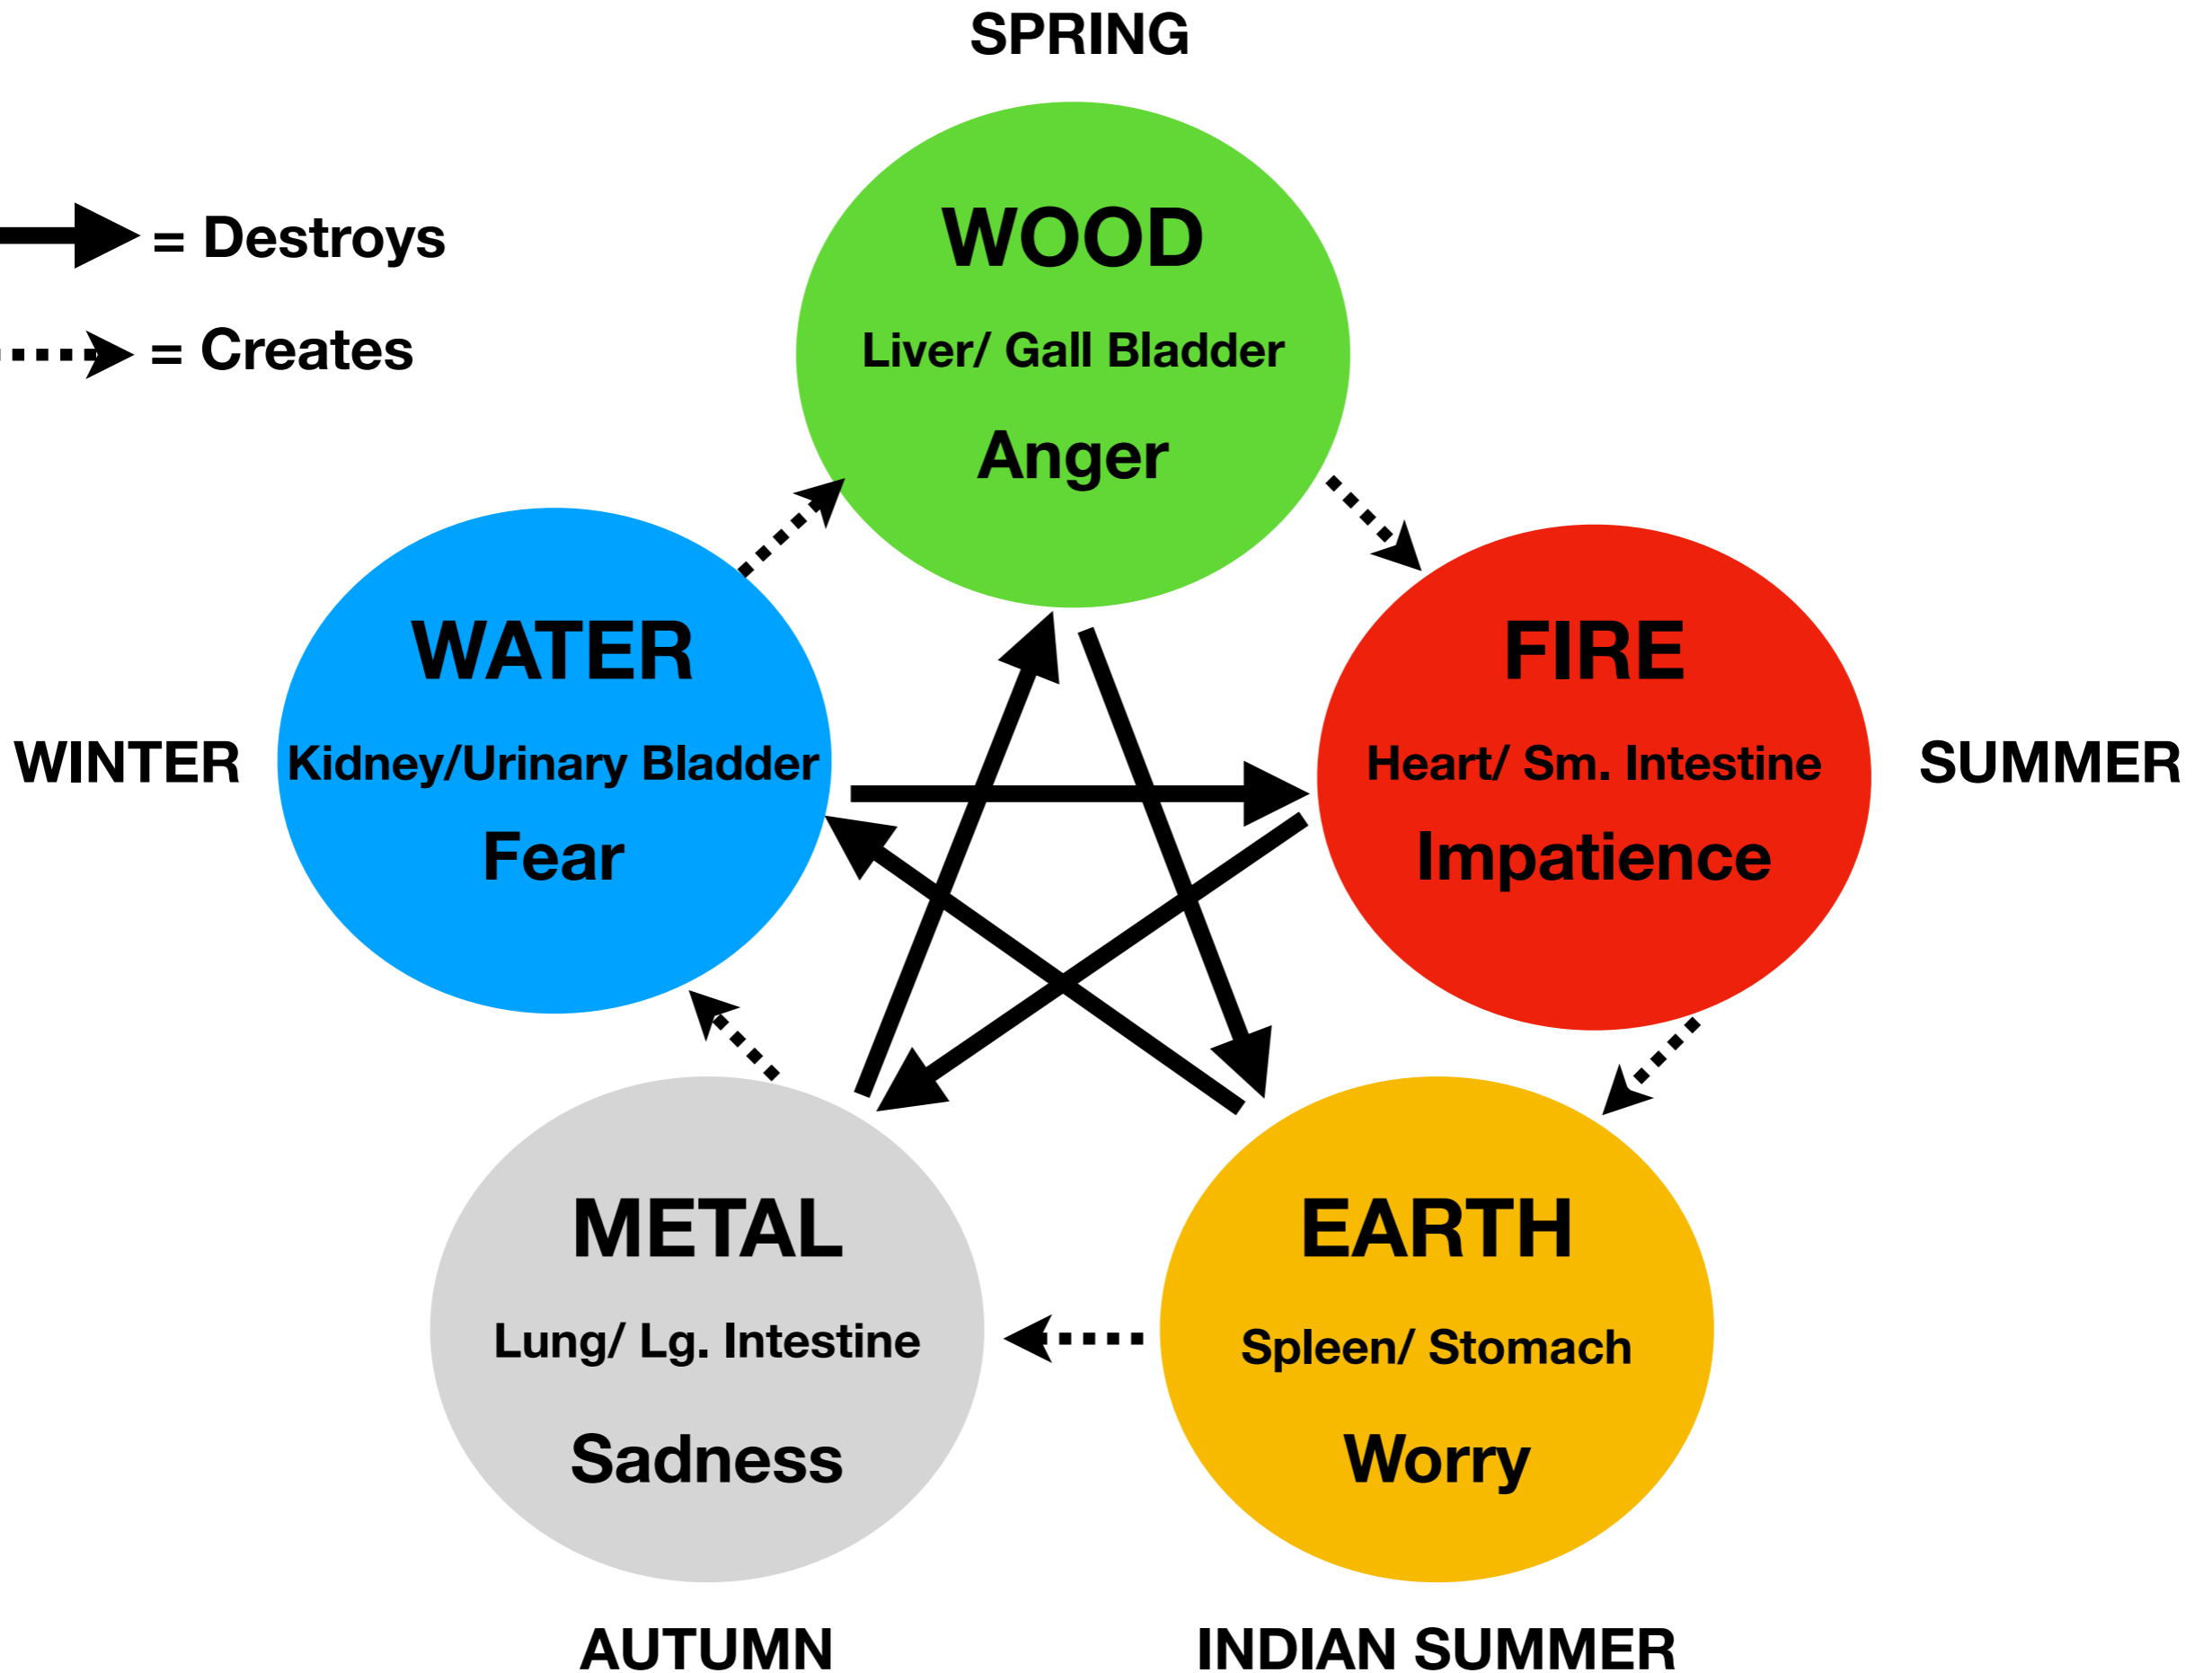 SPRING
= Destroys
= Creates
WOOD
Liver/ Gall Bladder
Anger
WATER
Kidney/Urinary Bladder
Fear
WINTER
FIRE
Heart/ Sm. Intestine
Impatience
SUMMER
METAL
Lung/ Lg. Intestine
Sadness
AUTUMN
EARTH
Spleen/ Stomach
Worry
INDIAN SUMMER